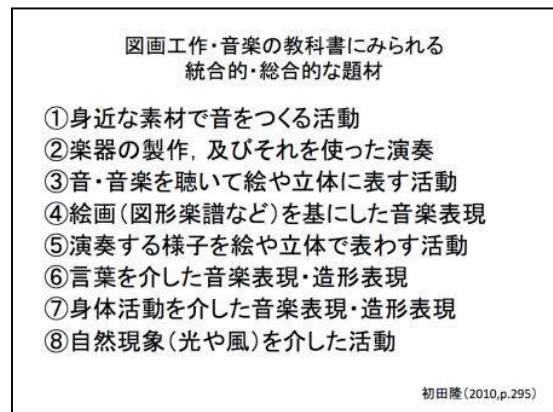 図画工作・音楽の教科書にみられる
統合的・総合的な題材
①身近な素材で音をつくる活動
②楽器の製作，及びそれを使った演奏
③音・音楽を聴いて絵や立体に表す活動
④絵画（図形楽譜など）を基にした音楽表現
⑤演奏する様子を絵や立体で表わす活動
⑥言葉を介した音楽表現・造形表現
⑦身体活動を介した音楽表現・造形表現
⑧自然現象（光や風）を介した活動
初田隆（2010,p.295）